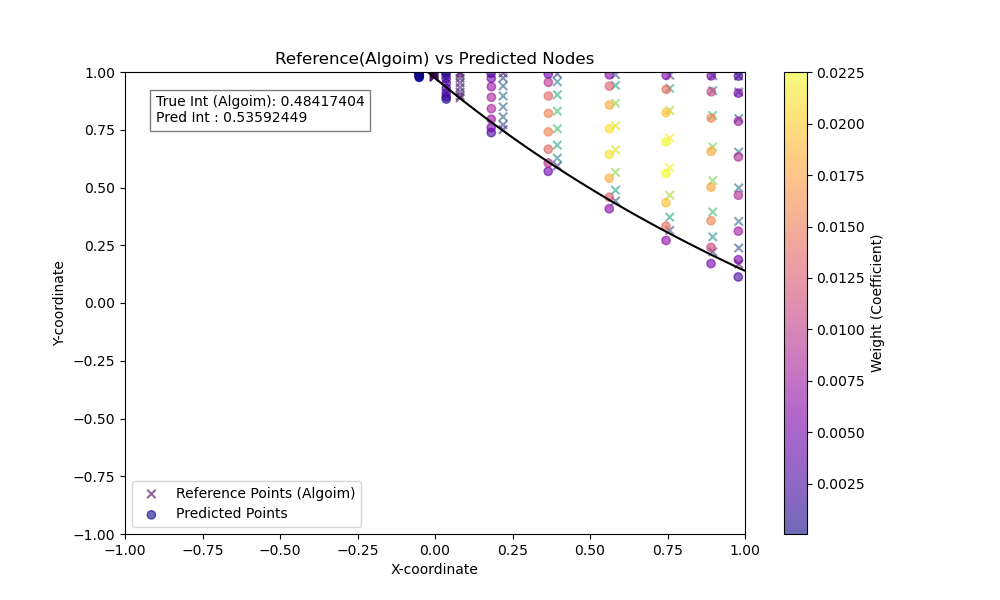 Reference(Algoim) vs Predicted Nodes
True Int (Algoim): 0.48417404
Pred Int : 0.53592449
1.00
0.75
0.50
0.25
0.00
−0.25
−0.50
−0.75
−1.00
Y-coordinate
Reference Points (Algoim)
Predicted Points
−1.00 −0.75 −0.50 −0.25 0.00 0.25 0.50 0.75 1.00
X-coordinate
0.0225
0.0200
0.0175
0.0150
0.0125
0.0100
0.0075
0.0050
0.0025
Weight (Coefficient)